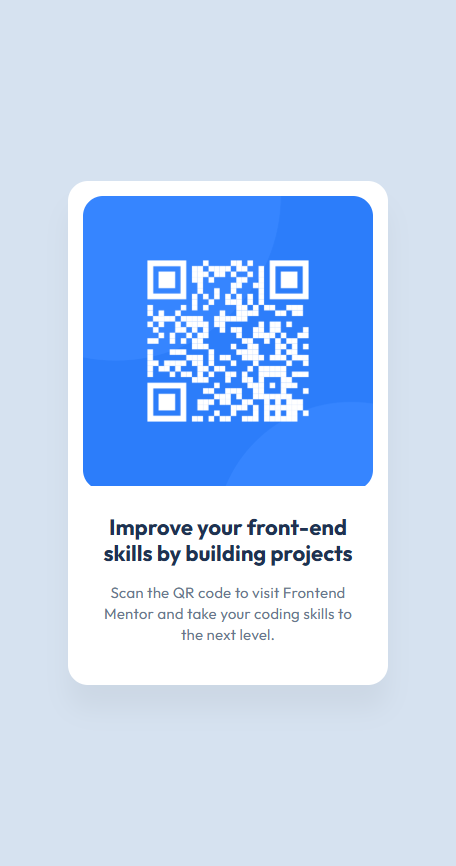 Improve your front-end
skills by building projects
Scan the QR code to visit Frontend
Mentor and take your coding skills to
the next level.